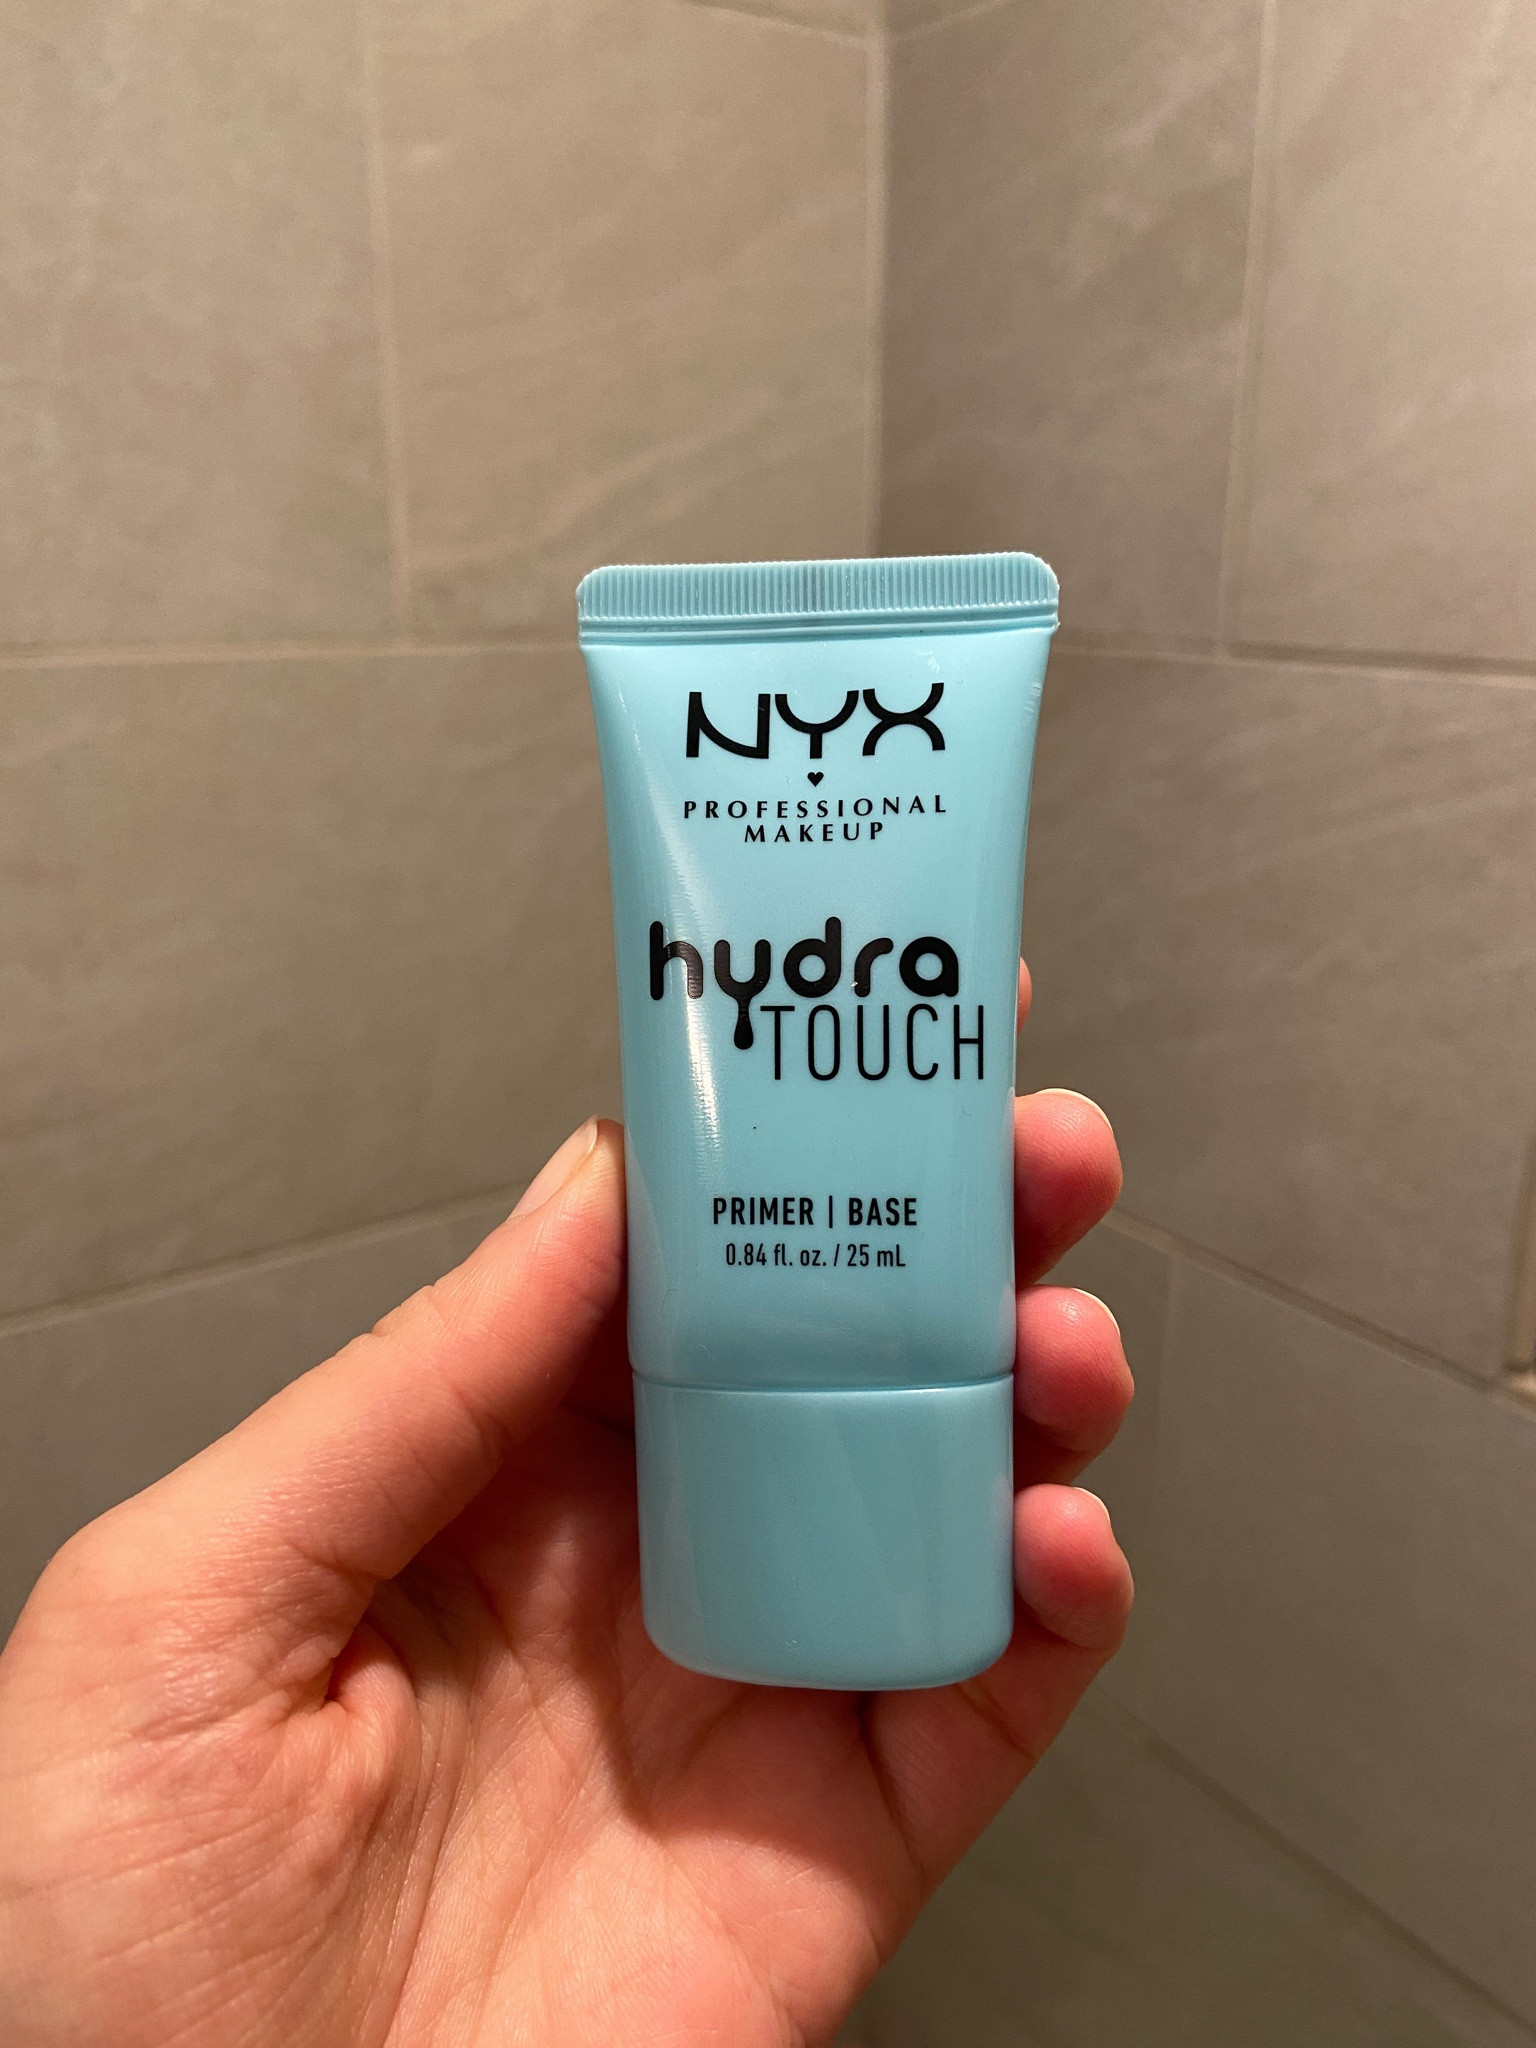 NYX
PROFESSIONAL
MAKEUP
hydra
TOUCH
PRIMER | BASE
0.84 fl. oz. / 25 mL